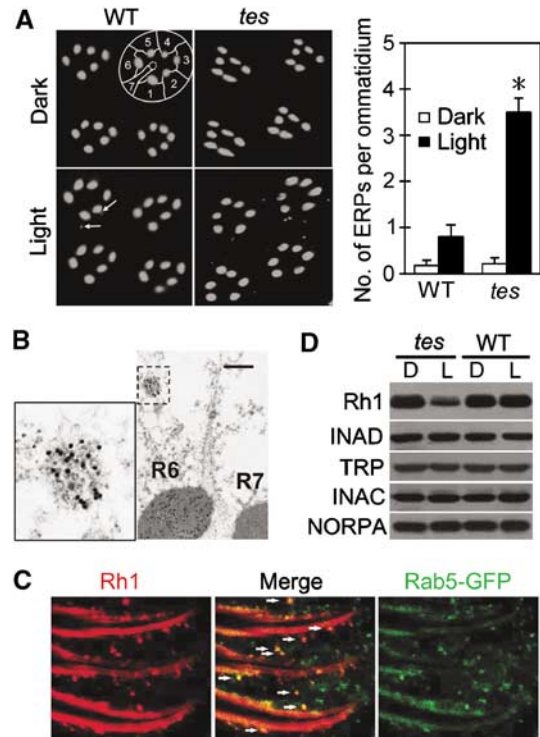 A
WT
tes
Dark
Light
5 4
6 3
7 2
1
No. of ERPs per ommatidium
5
4
3
2
1
0
*
Dark
Light
WT tes
B
R6
R7
D
tes WT
D L D L
Rh1
INAD
TRP
INAC
NORPA
C
Rh1 Merge Rab5-GFP